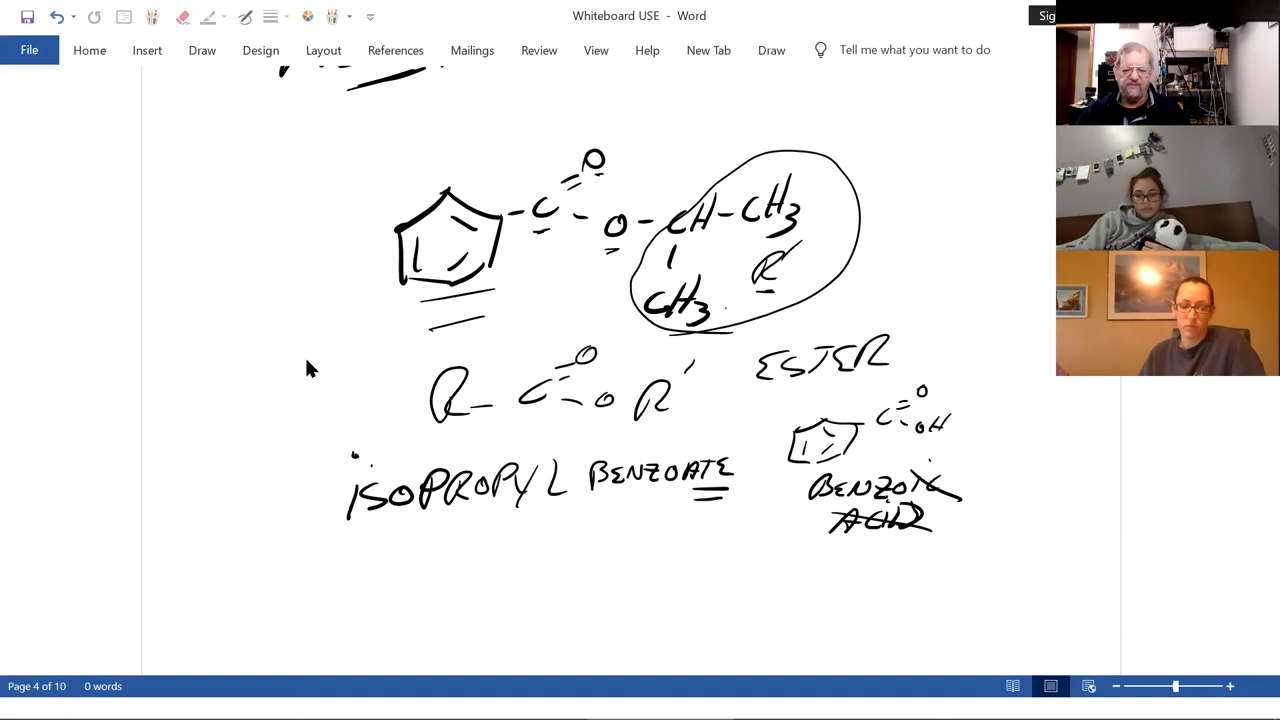 Whiteboard USE - Word
Sig
File Home Insert Draw Design Layout References Mailings Review View Help New Tab Draw Tell me what you want to do
O
C O CH CH3
CH3 R'
R C O O R' ESTER
C O OH
ISOPROPYL BENZOATE
BENZOIC
ACID
Page 4 of 10 0 words